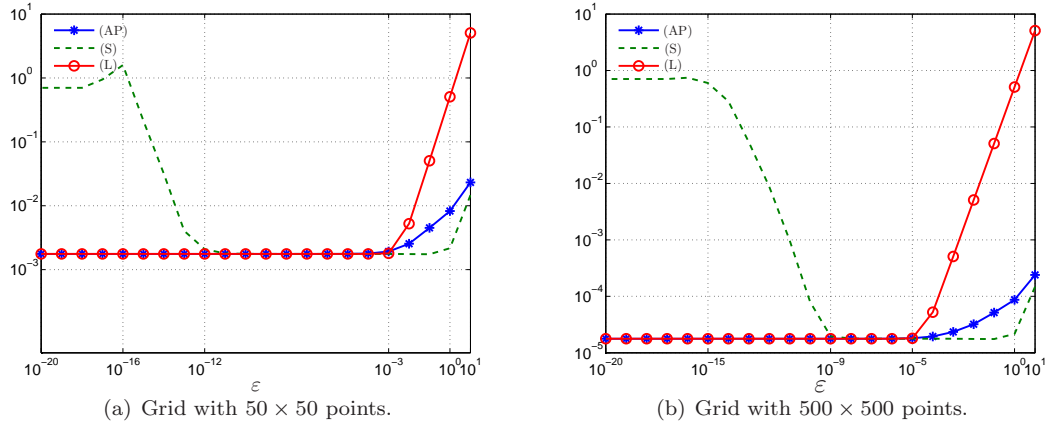 10^1
10^0
10^-1
10^-2
10^-3
(AP)
(S)
(L)
10^-20
10^-16
10^-12
10^-3
10^0
10^1
ε
(a) Grid with 50 × 50 points.
10^1
10^0
10^-1
10^-2
10^-3
10^-4
10^-5
(AP)
(S)
(L)
10^-20
10^-15
10^-9
10^-5
10^0
10^1
ε
(b) Grid with 500 × 500 points.